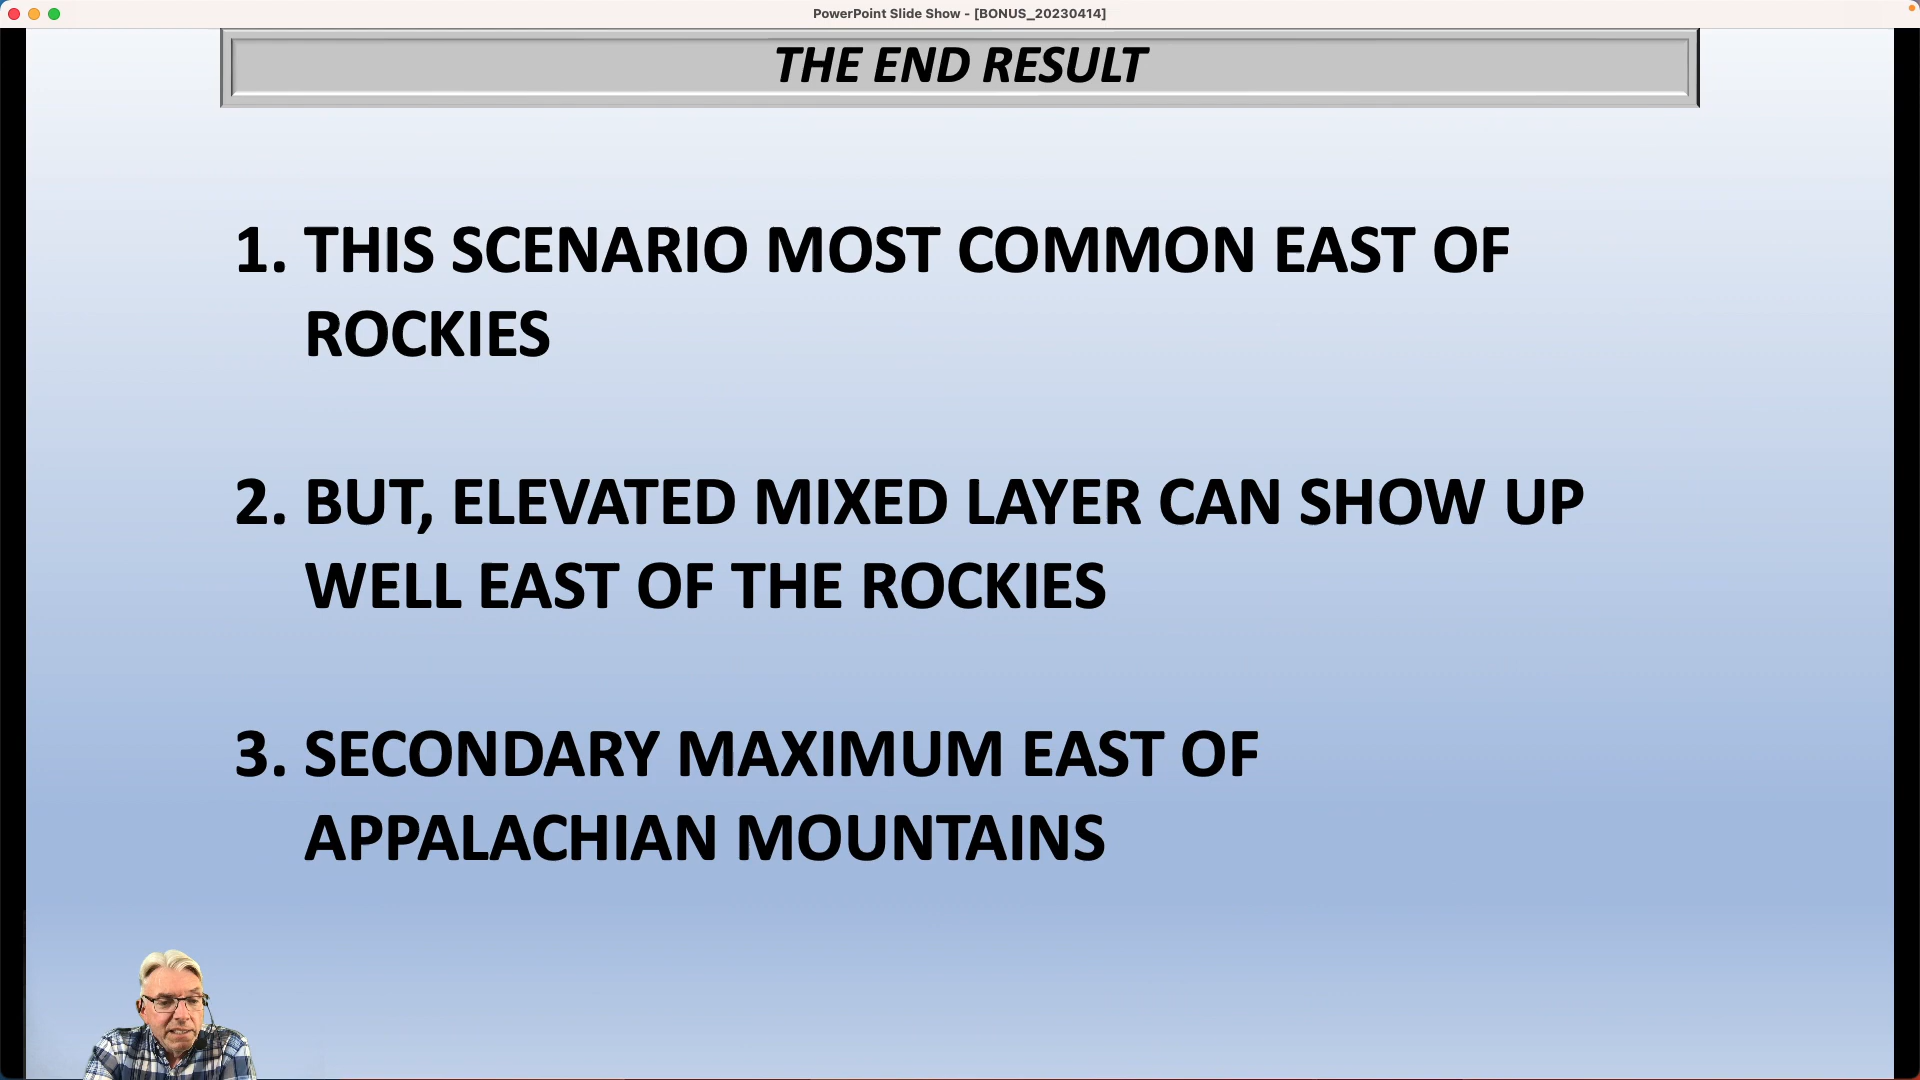 PowerPoint Slide Show - [BONUS_20230414]
THE END RESULT
1. THIS SCENARIO MOST COMMON EAST OF
ROCKIES
2. BUT, ELEVATED MIXED LAYER CAN SHOW UP
WELL EAST OF THE ROCKIES
3. SECONDARY MAXIMUM EAST OF
APPALACHIAN MOUNTAINS